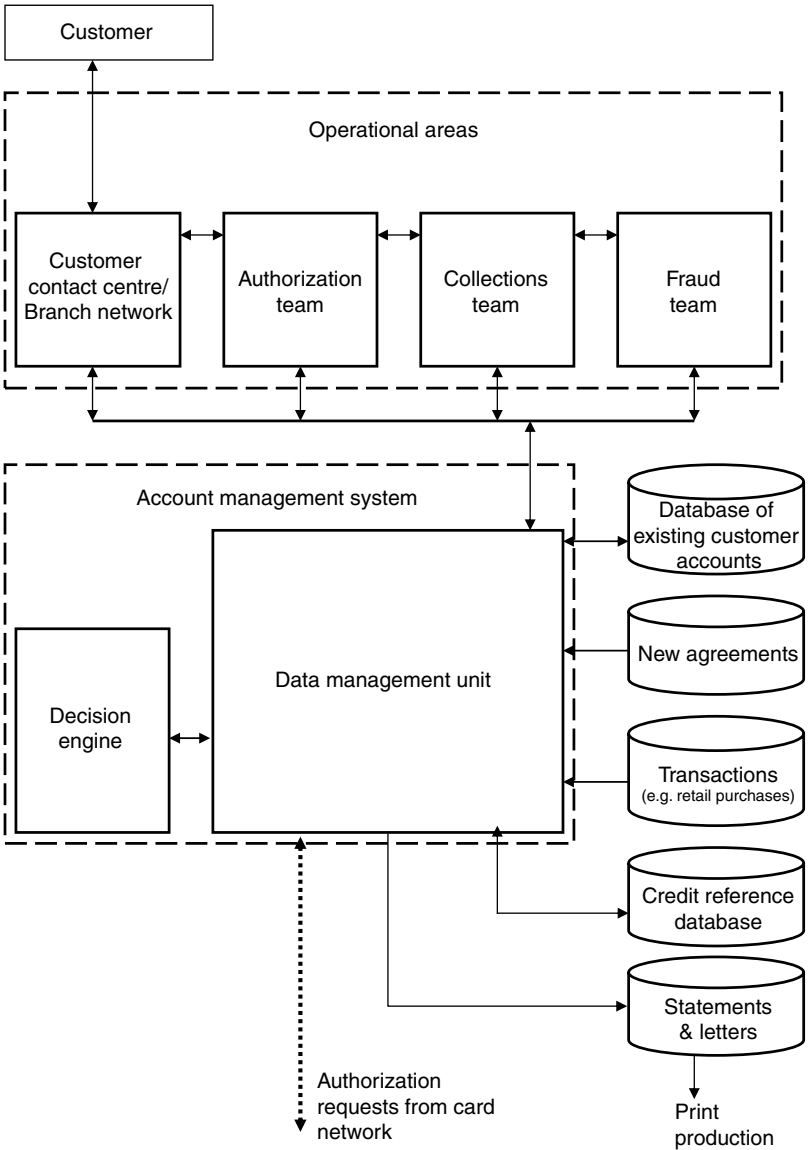 Customer
Operational areas
Customer
contact centre/
Branch network
Authorization
team
Collections
team
Fraud
team
Account management system
Database of
existing customer
accounts
New agreements
Data management unit
Decision
engine
Transactions
(e.g. retail purchases)
Credit reference
database
Statements
& letters
Authorization
requests from card
network
Print
production